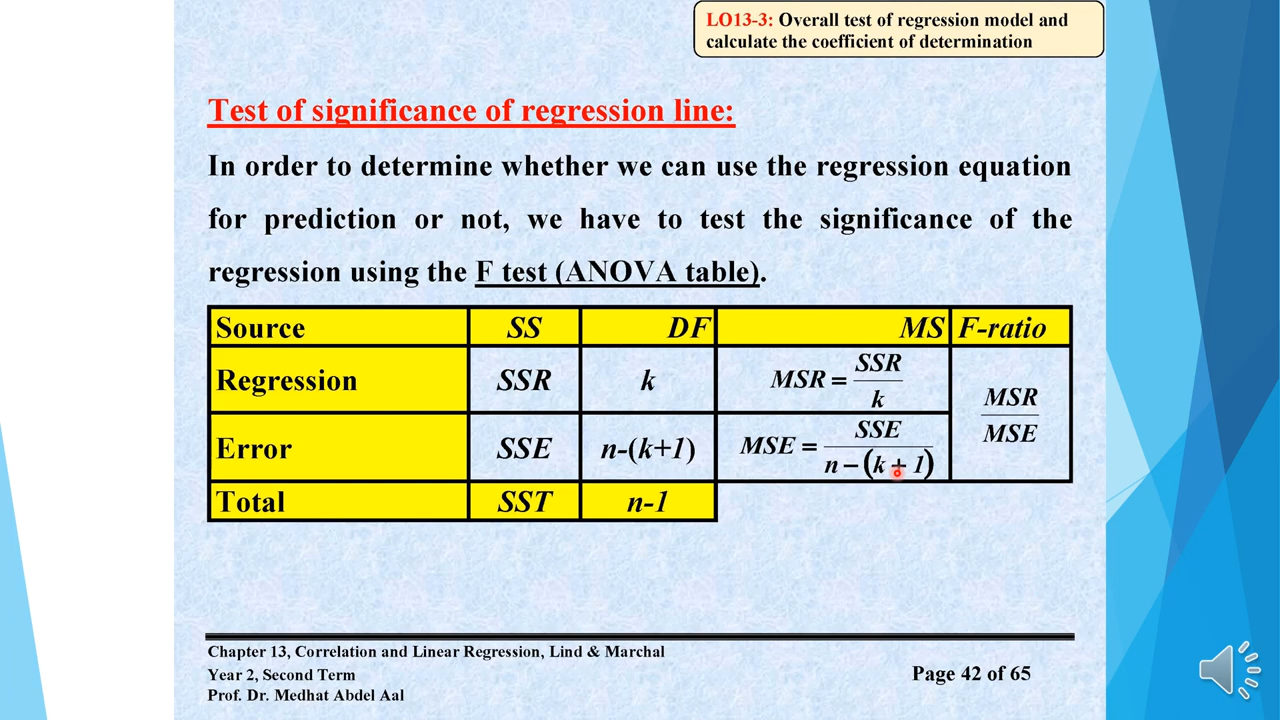 LO13-3: Overall test of regression model and
calculate the coefficient of determination
Test of significance of regression line:
In order to determine whether we can use the regression equation
for prediction or not, we have to test the significance of the
regression using the F test (ANOVA table).
Source SS DF MS F-ratio
Regression SSR k MSR = SSR / k MSR / MSE
Error SSE n-(k+1) MSE = SSE / n – (k + 1)
Total SST n-1
Chapter 13, Correlation and Linear Regression, Lind & Marchal
Year 2, Second Term Page 42 of 65
Prof. Dr. Medhat Abdel Aal